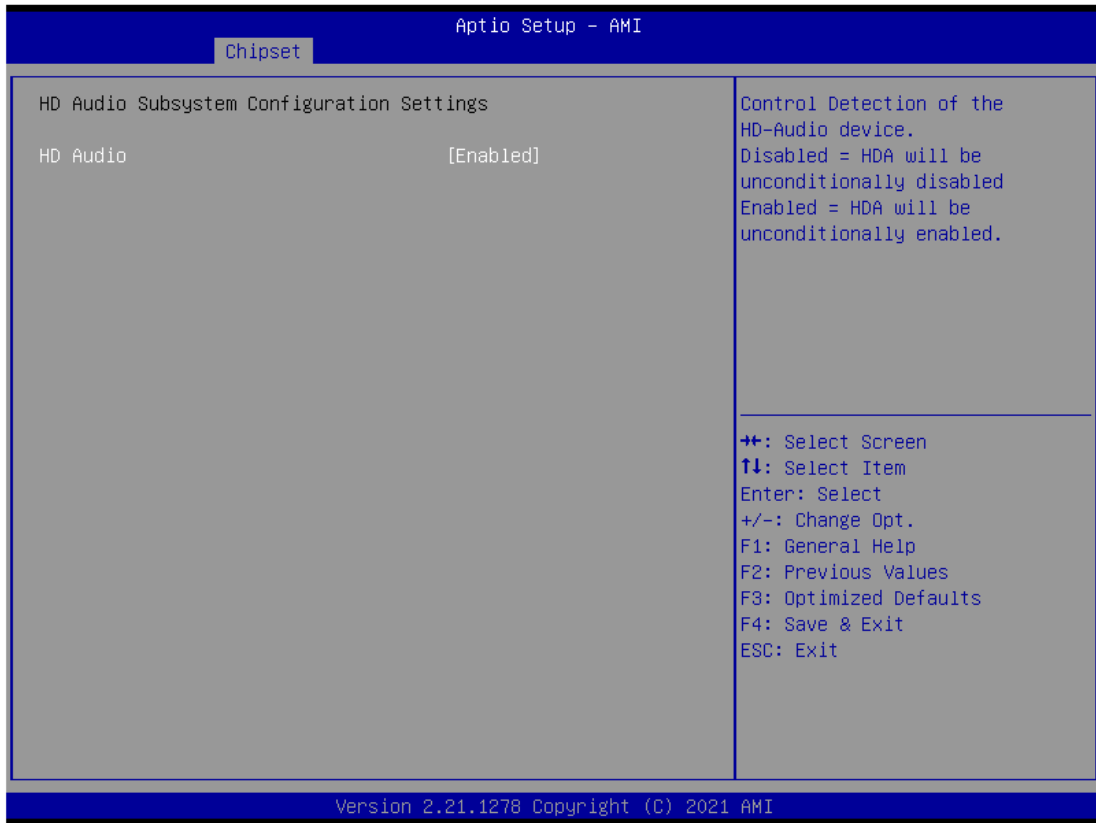 Aptio Setup – AMI
Chipset
HD Audio Subsystem Configuration Settings
HD Audio [Enabled]
Control Detection of the
HD-Audio device.
Disabled = HDA will be
unconditionally disabled
Enabled = HDA will be
unconditionally enabled.
→←: Select Screen
↑↓: Select Item
Enter: Select
+/-: Change Opt.
F1: General Help
F2: Previous Values
F3: Optimized Defaults
F4: Save & Exit
ESC: Exit
Version 2.21.1278 Copyright (C) 2021 AMI